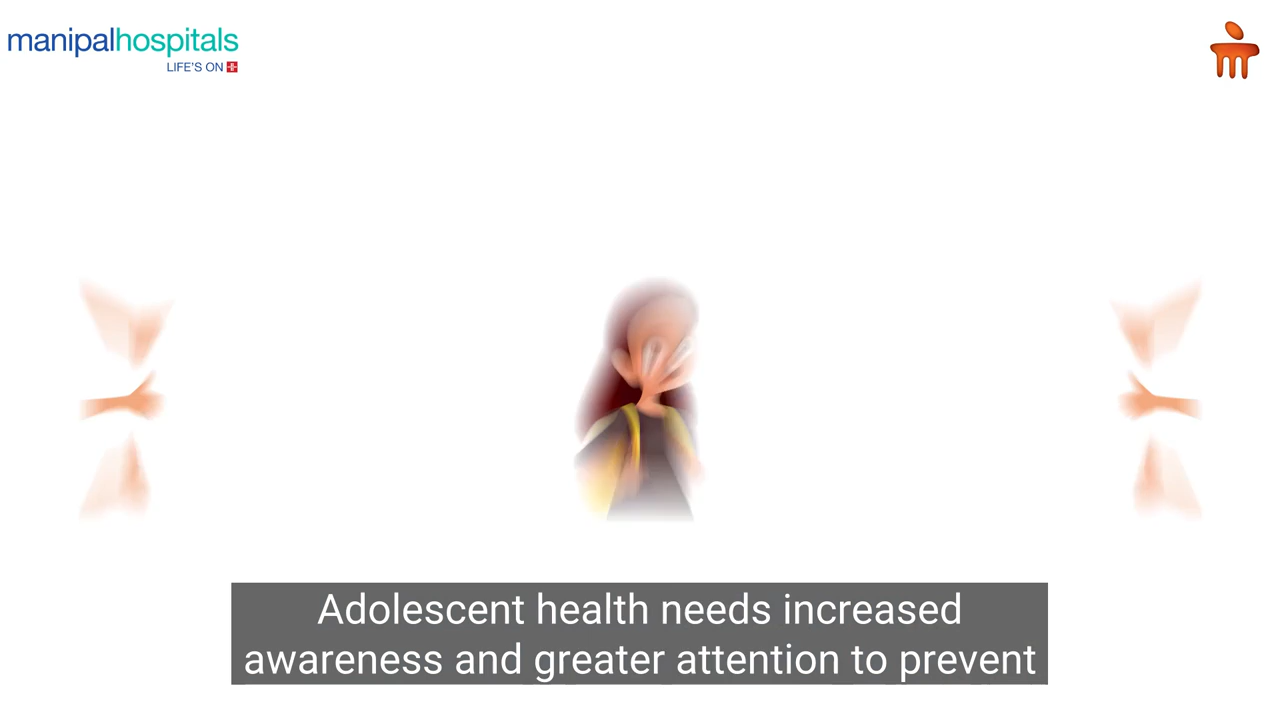 manipalhospitals
LIFE'S ON
Adolescent health needs increased
awareness and greater attention to prevent